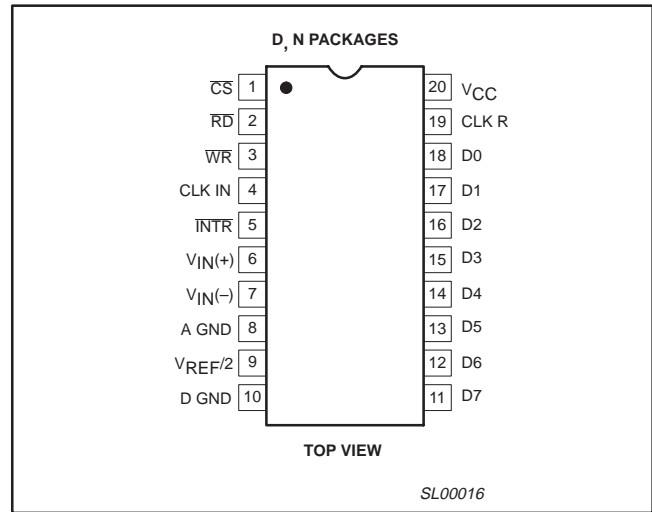 D, N PACKAGES
CS 1 20 VCC
RD 2 19 CLK R
WR 3 18 D0
CLK IN 4 17 D1
INTR 5 16 D2
VIN(+) 6 15 D3
VIN(–) 7 14 D4
A GND 8 13 D5
VREF/2 9 12 D6
D GND 10 11 D7
TOP VIEW
SL00016